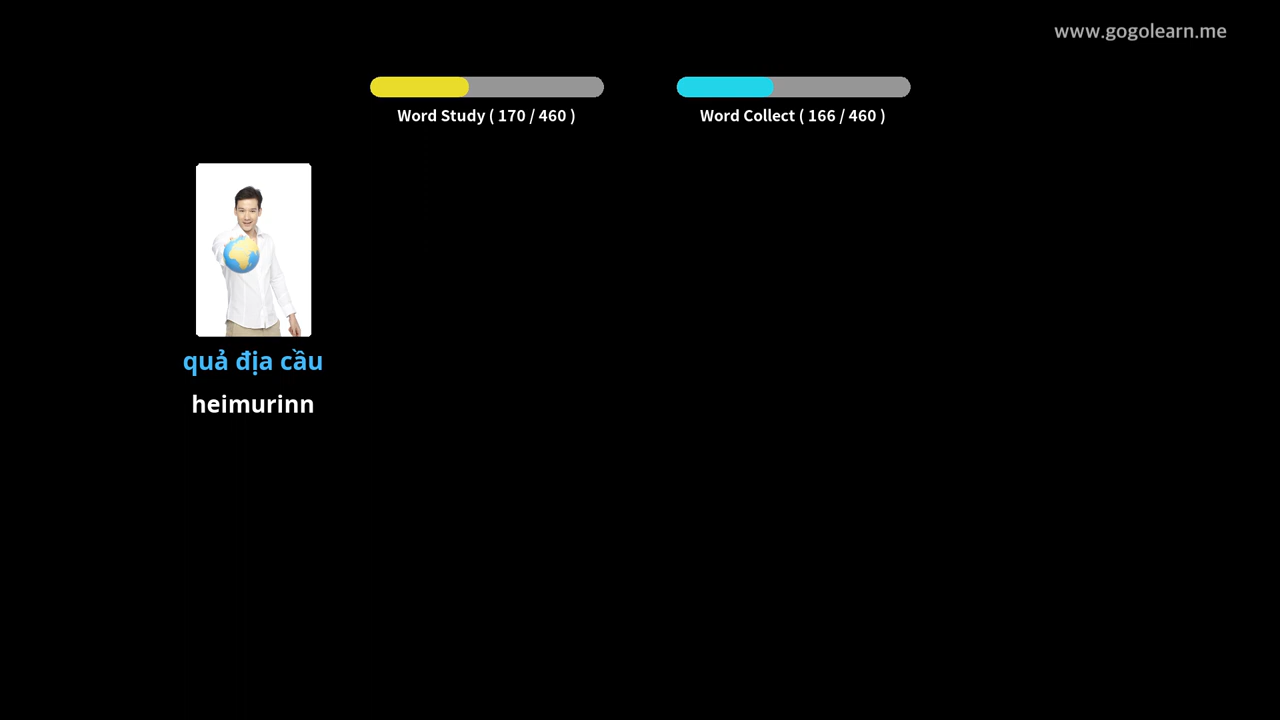 www.gogolearn.me
Word Study ( 170 / 460 )
Word Collect ( 166 / 460 )
quả địa cầu
heimurinn